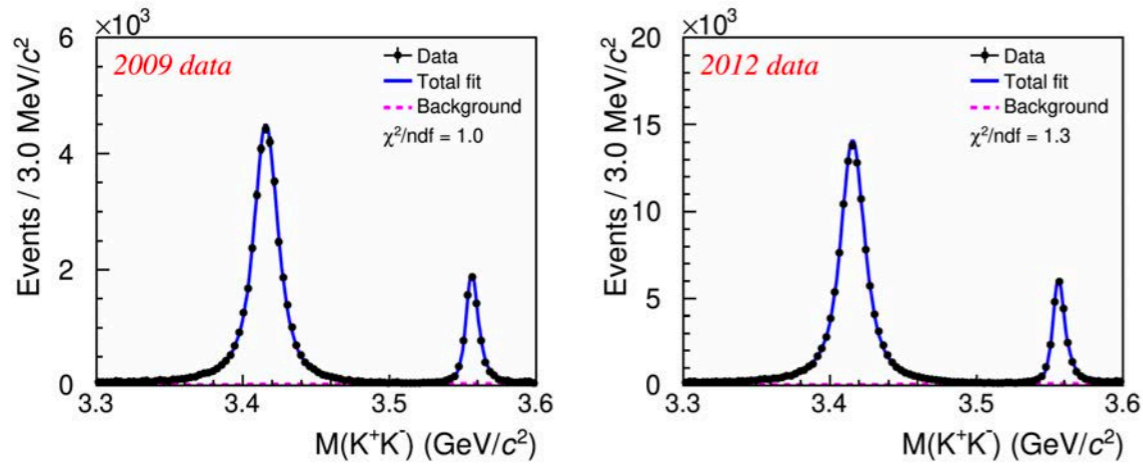 ×10³
6
4
2
0
Events / 3.0 MeV/c²
2009 data
Data
Total fit
Background
χ²/ndf = 1.0
3.3 3.4 3.5 3.6
M(K⁺K⁻) (GeV/c²)
×10³
20
15
10
5
0
Events / 3.0 MeV/c²
2012 data
Data
Total fit
Background
χ²/ndf = 1.3
3.3 3.4 3.5 3.6
M(K⁺K⁻) (GeV/c²)